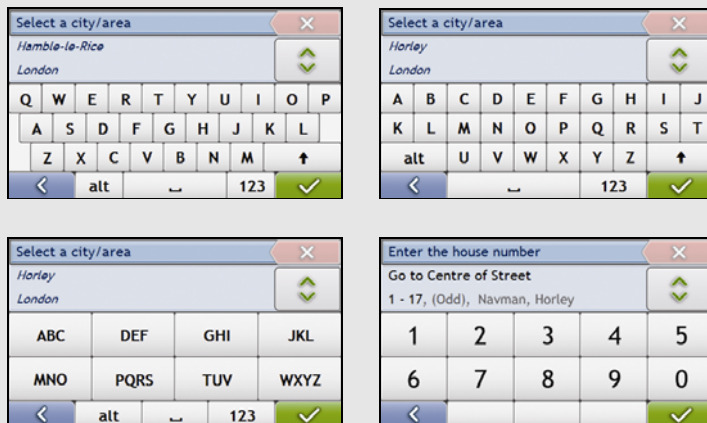 Select a city/area
Hamble-le-Rice
London
Q W E R T Y U I O P
A S D F G H J K L
Z X C V B N M
alt 123
Select a city/area
Horley
London
A B C D E F G H I J
K L M N O P Q R S T
alt U V W X Y Z
123
Select a city/area
Horley
London
ABC DEF GHI JKL
MNO PQRS TUV WXYZ
alt 123
Enter the house number
Go to Centre of Street
1 - 17, (Odd), Navman, Horley
1 2 3 4 5
6 7 8 9 0